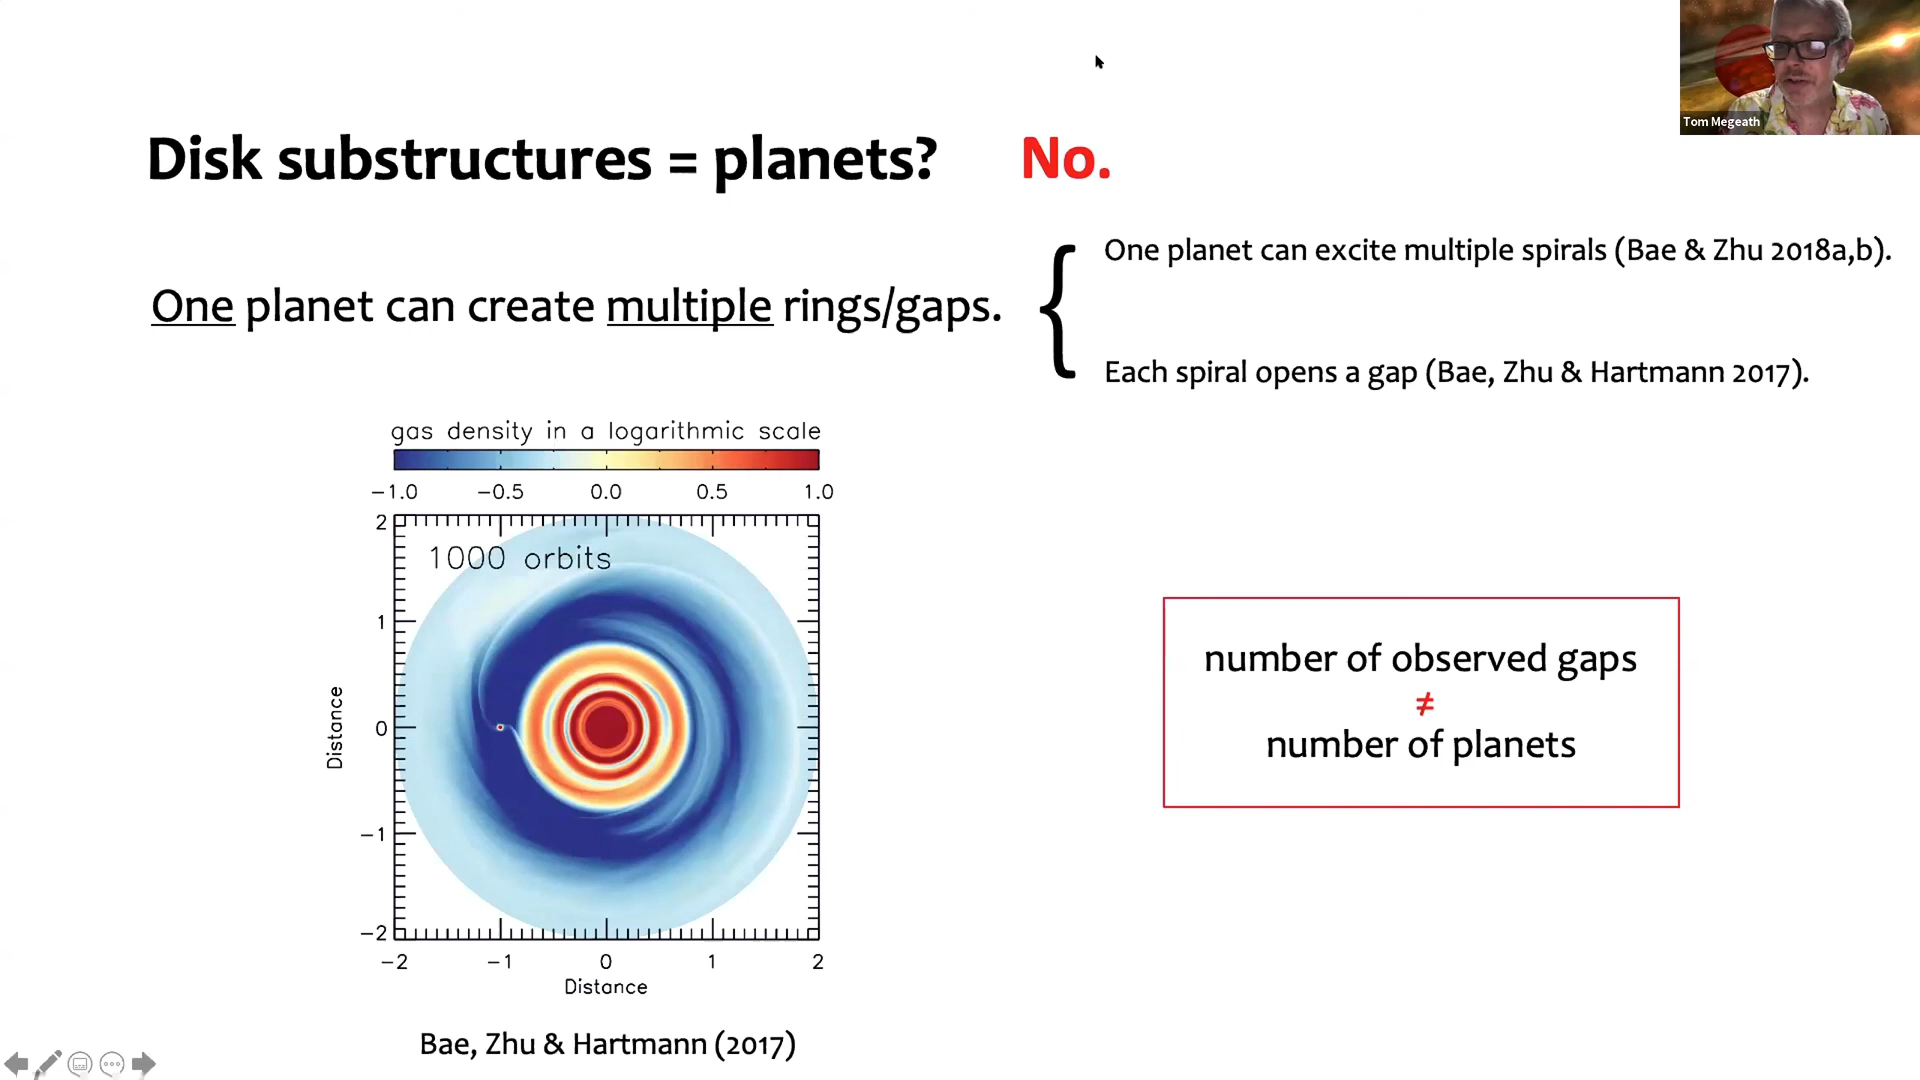 Tom Megeath
Disk substructures = planets? No.
One planet can create multiple rings/gaps.
{
One planet can excite multiple spirals (Bae & Zhu 2018a,b).
Each spiral opens a gap (Bae, Zhu & Hartmann 2017).
gas density in a logarithmic scale
−1.0 −0.5 0.0 0.5 1.0
1000 orbits
2
1
0
−1
−2
Distance
−2 −1 0 1 2
Distance
Bae, Zhu & Hartmann (2017)
number of observed gaps
≠
number of planets